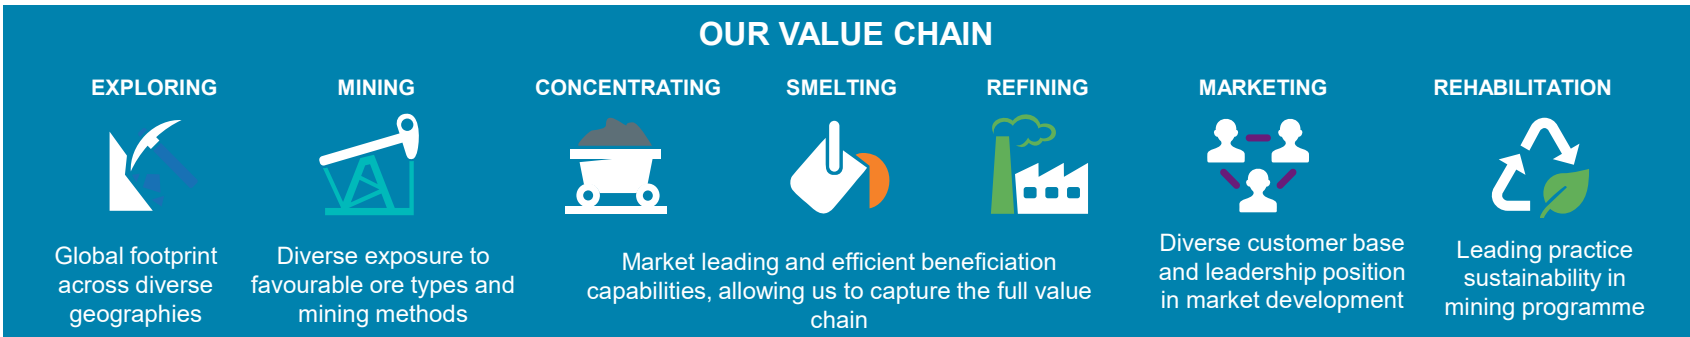 OUR VALUE CHAIN
EXPLORING
Global footprint
across diverse
geographies
MINING
Diverse exposure to
favourable ore types and
mining methods
CONCENTRATING
SMELTING
REFINING
Market leading and efficient beneficiation
capabilities, allowing us to capture the full value
chain
MARKETING
Diverse customer base
and leadership position
in market development
REHABILITATION
Leading practice
sustainability in
mining programme